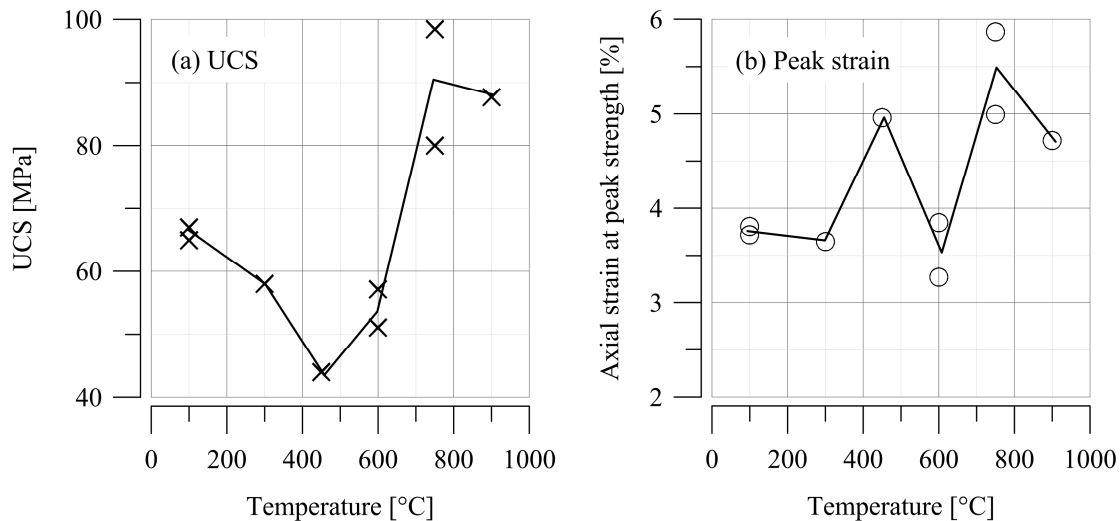 (a) UCS
UCS [MPa]
100
80
60
40
0 200 400 600 800 1000
Temperature [°C]
(b) Peak strain
Axial strain at peak strength [%]
6
5
4
3
2
0 200 400 600 800 1000
Temperature [°C]